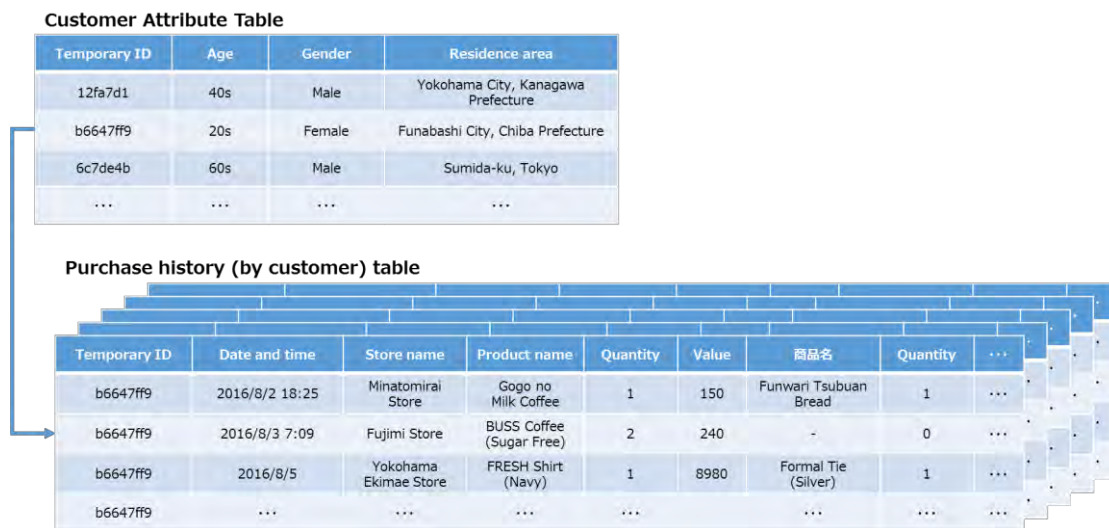 Customer Attribute Table
Temporary ID Age Gender Residence area
12fa7d1 40s Male Yokohama City, Kanagawa
Prefecture
b6647ff9 20s Female Funabashi City, Chiba Prefecture
6c7de4b 60s Male Sumida-ku, Tokyo
... ... ... ...
Purchase history (by customer) table
Temporary ID Date and time Store name Product name Quantity Value 商品名 Quantity ...
b6647ff9 2016/8/2 18:25 Minatomirai
Store Gogo no
Milk Coffee 1 150 Funwari Tsubuan
Bread 1 ...
b6647ff9 2016/8/3 7:09 Fujimi Store BUSS Coffee
(Sugar Free) 2 240 - 0 ...
b6647ff9 2016/8/5 Yokohama
Ekimae Store FRESH Shirt
(Navy) 1 8980 Formal Tie
(Silver) 1 ...
b6647ff9 ... ... ... ... ... ... ...